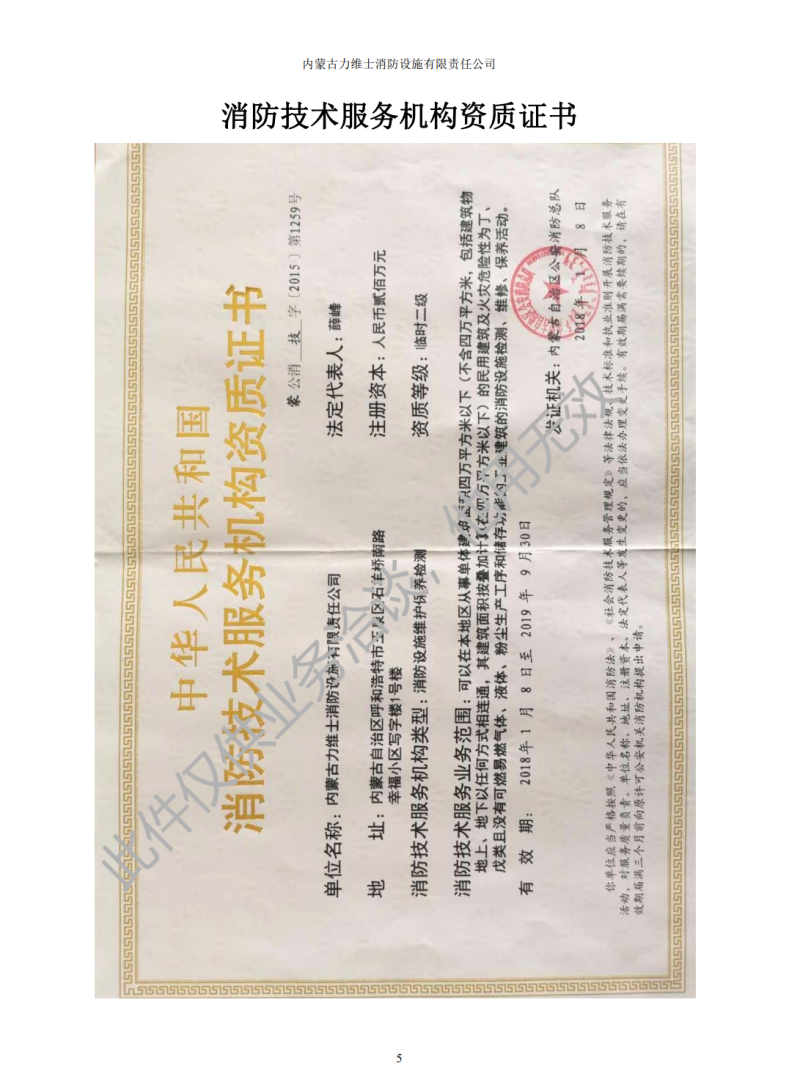 内蒙古力维士消防设施有限责任公司
消防技术服务机构资质证书
中华人民共和国
消防技术服务机构资质证书
蒙公消 技 字〔2015〕第1259号
单位名称：内蒙古力维士消防设施有限责任公司
法定代表人：薛峰
地 址：内蒙古自治区呼和浩特市玉泉区石羊桥南路
幸福小区写字楼1号楼
注册资本：人民币贰佰万元
消防技术服务机构类型：消防设施维护保养检测
资质等级：临时二级
消防技术服务业务范围：可以在本地区从事单体建筑面积四万平方米以下（不含四万平方米，包括建筑物
地上、地下以任何方式相连通，其建筑面积按叠加计算在四万平方米以下）的民用建筑及火灾危险性为丁、
戊类且没有可燃易燃气体、液体、粉尘生产工序和储存功能的工业建筑的消防设施检测、维修、保养活动。
有 效 期：2018年1月8日至2019年9月30日
发证机关：内蒙古自治区公安消防总队
2018年1月8日
你单位应当严格按照《中华人民共和国消防法》、《社会消防技术服务管理规定》等法律法规、技术标准和执业准则开展消防技术服务
活动，对服务质量负责。单位名称、地址、注册资本、法定代表人等发生变更的，应当依法办理变更手续。有效期届满需要续期的，请在有
效期届满三个月前向原许可公安机关消防机构提出申请。
此件仅供业务洽谈，他用无效
5